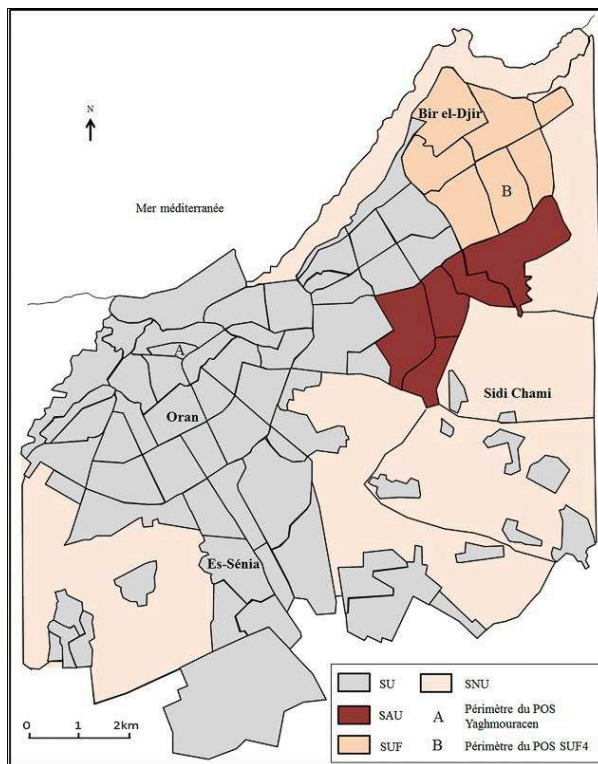 Bir el-Djir
N
B
Mer méditerranée
A
Sidi Chami
Oran
Es-Sénia
SU
SNU
SAU
A
Périmètre du POS
Yaghmouracen
SUF
B
Périmètre du POS SUF4
0 1 2km